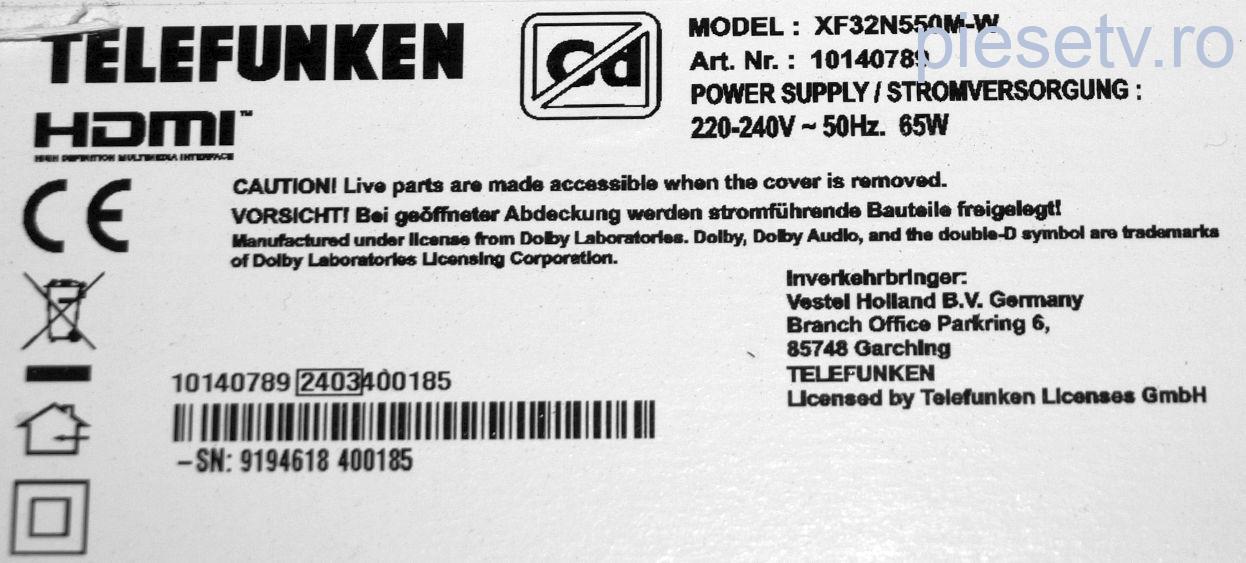 TELEFUNKEN
HDMI™
HIGH DEFINITION MULTIMEDIA INTERFACE
Pb
MODEL : XF32N550M-W
Art. Nr. : 10140789
POWER SUPPLY / STROMVERSORGUNG :
220-240V ~ 50Hz. 65W
piesetv.ro
CE
CAUTION! Live parts are made accessible when the cover is removed.
VORSICHT! Bei geöffneter Abdeckung werden stromführende Bauteile freigelegt!
Manufactured under license from Dolby Laboratories. Dolby, Dolby Audio, and the double-D symbol are trademarks
of Dolby Laboratories Licensing Corporation.
Inverkehrbringer:
Vestel Holland B.V. Germany
Branch Office Parkring 6,
85748 Garching
TELEFUNKEN
Licensed by Telefunken Licenses GmbH
10140789 2403400185
-SN: 9194618 400185